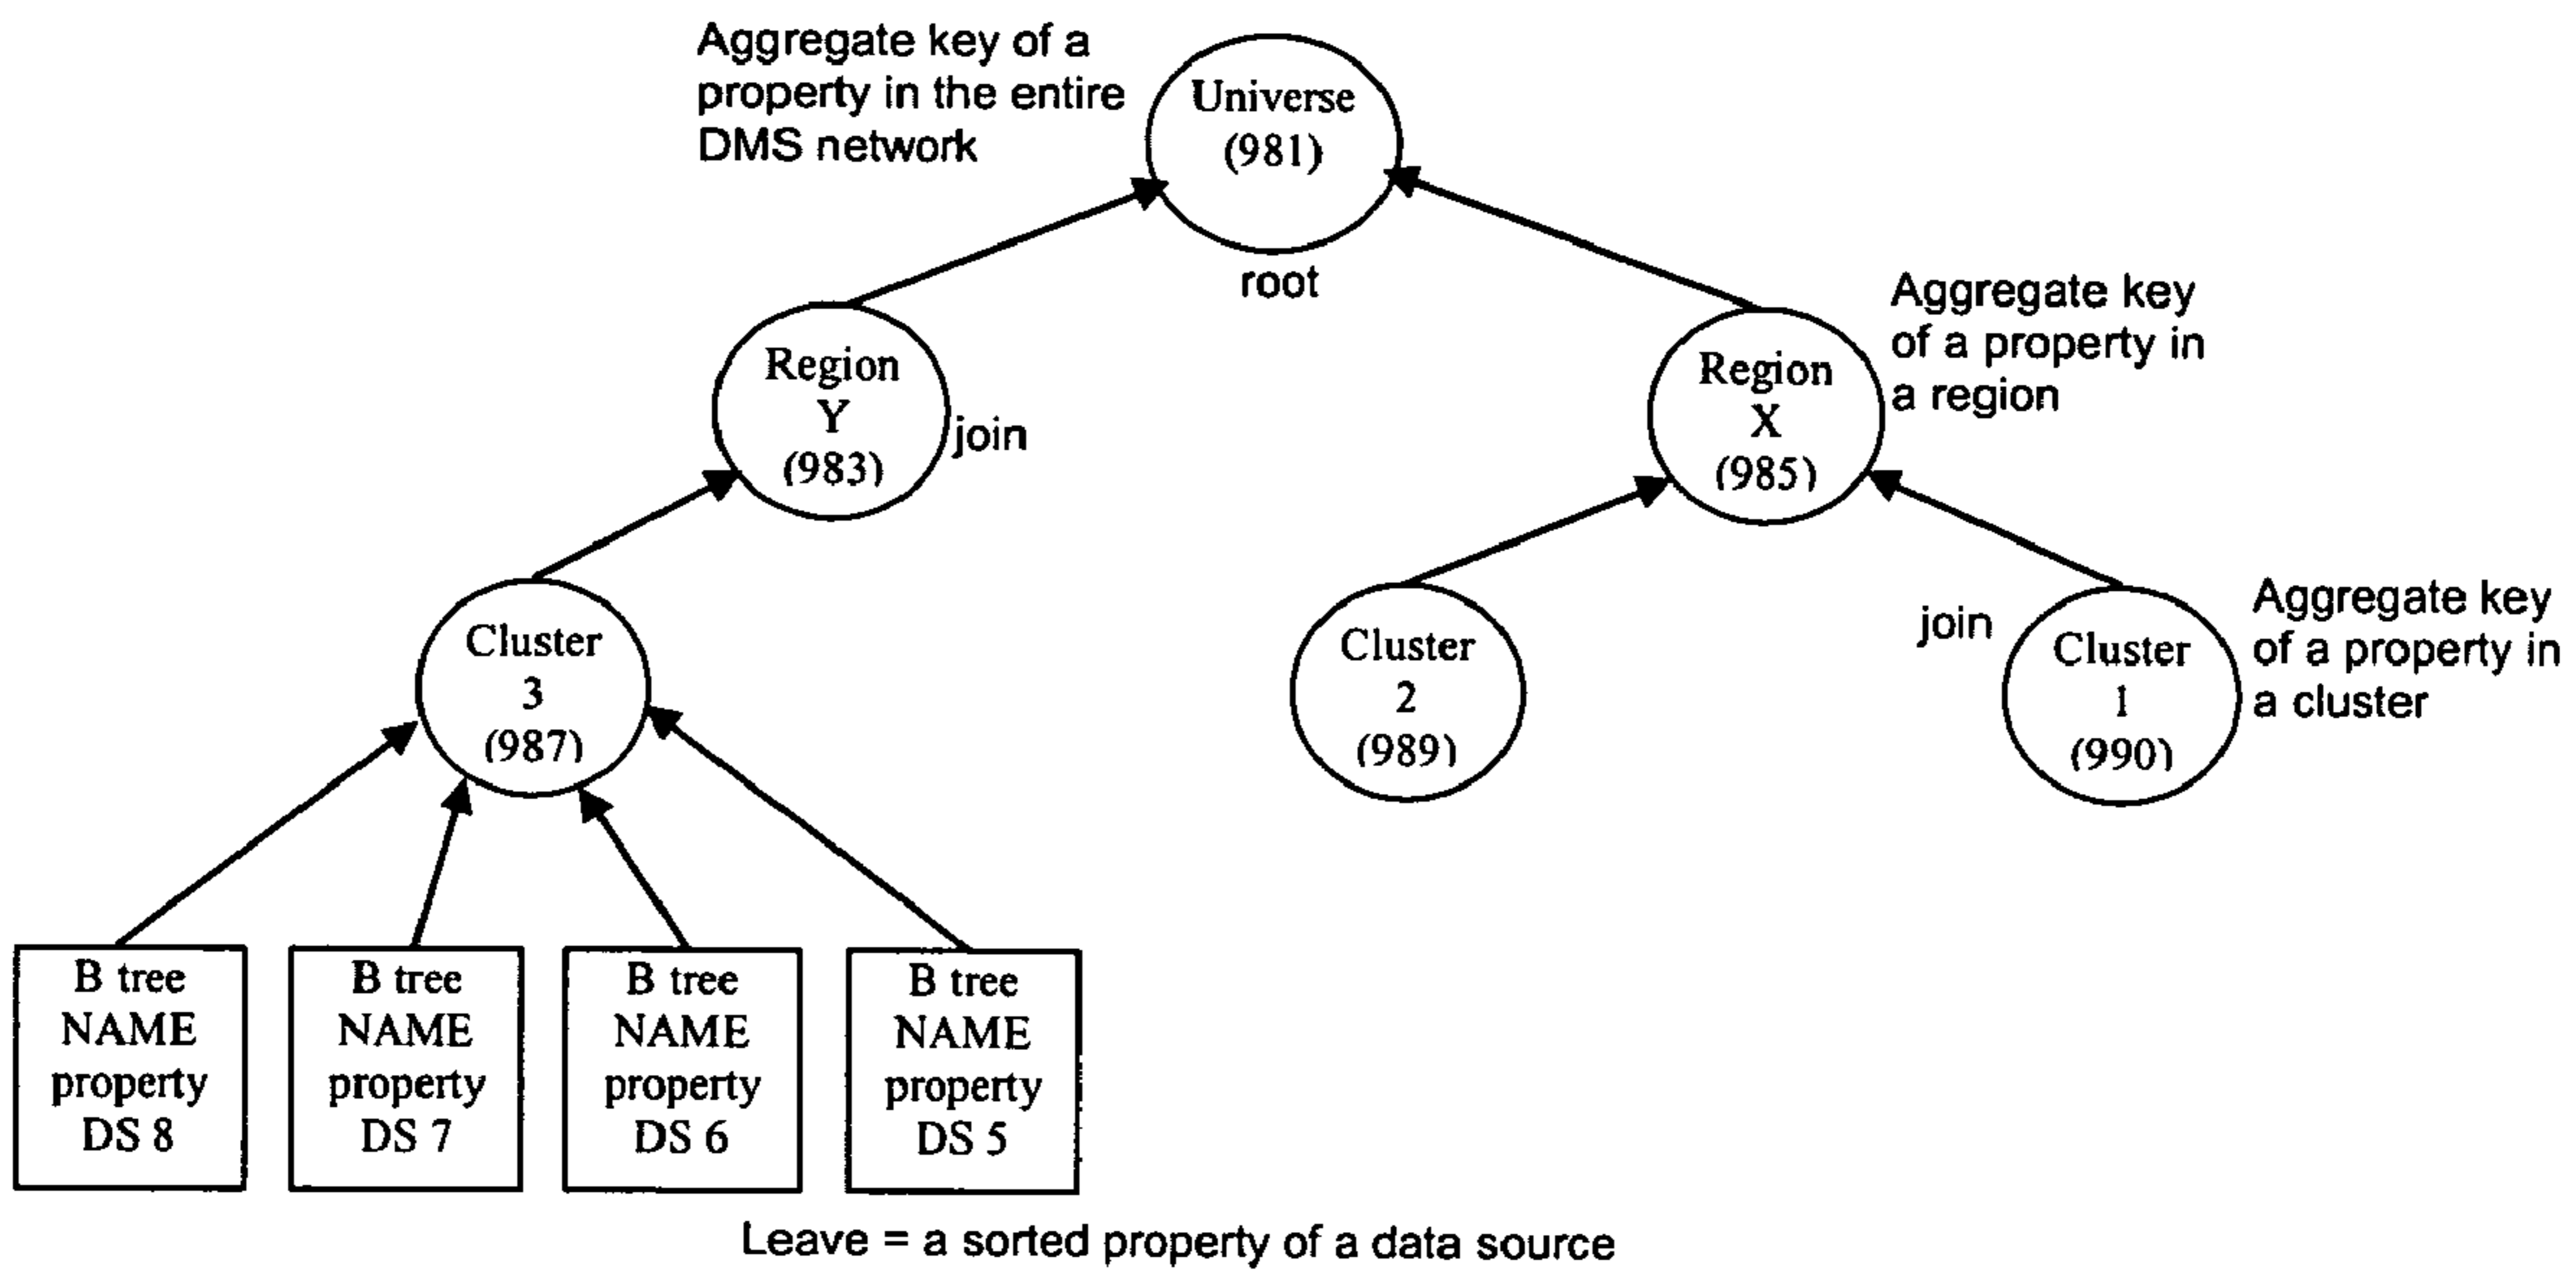 Aggregate key of a
property in the entire
DMS network
Universe
(981)
root
Region
Y
(983)
join
Region
X
(985)
Aggregate key
of a property in
a region
Cluster
3
(987)
Cluster
2
(989)
join
Cluster
1
(990)
Aggregate key
of a property in
a cluster
B tree
NAME
property
DS 8
B tree
NAME
property
DS 7
B tree
NAME
property
DS 6
B tree
NAME
property
DS 5
Leave = a sorted property of a data source